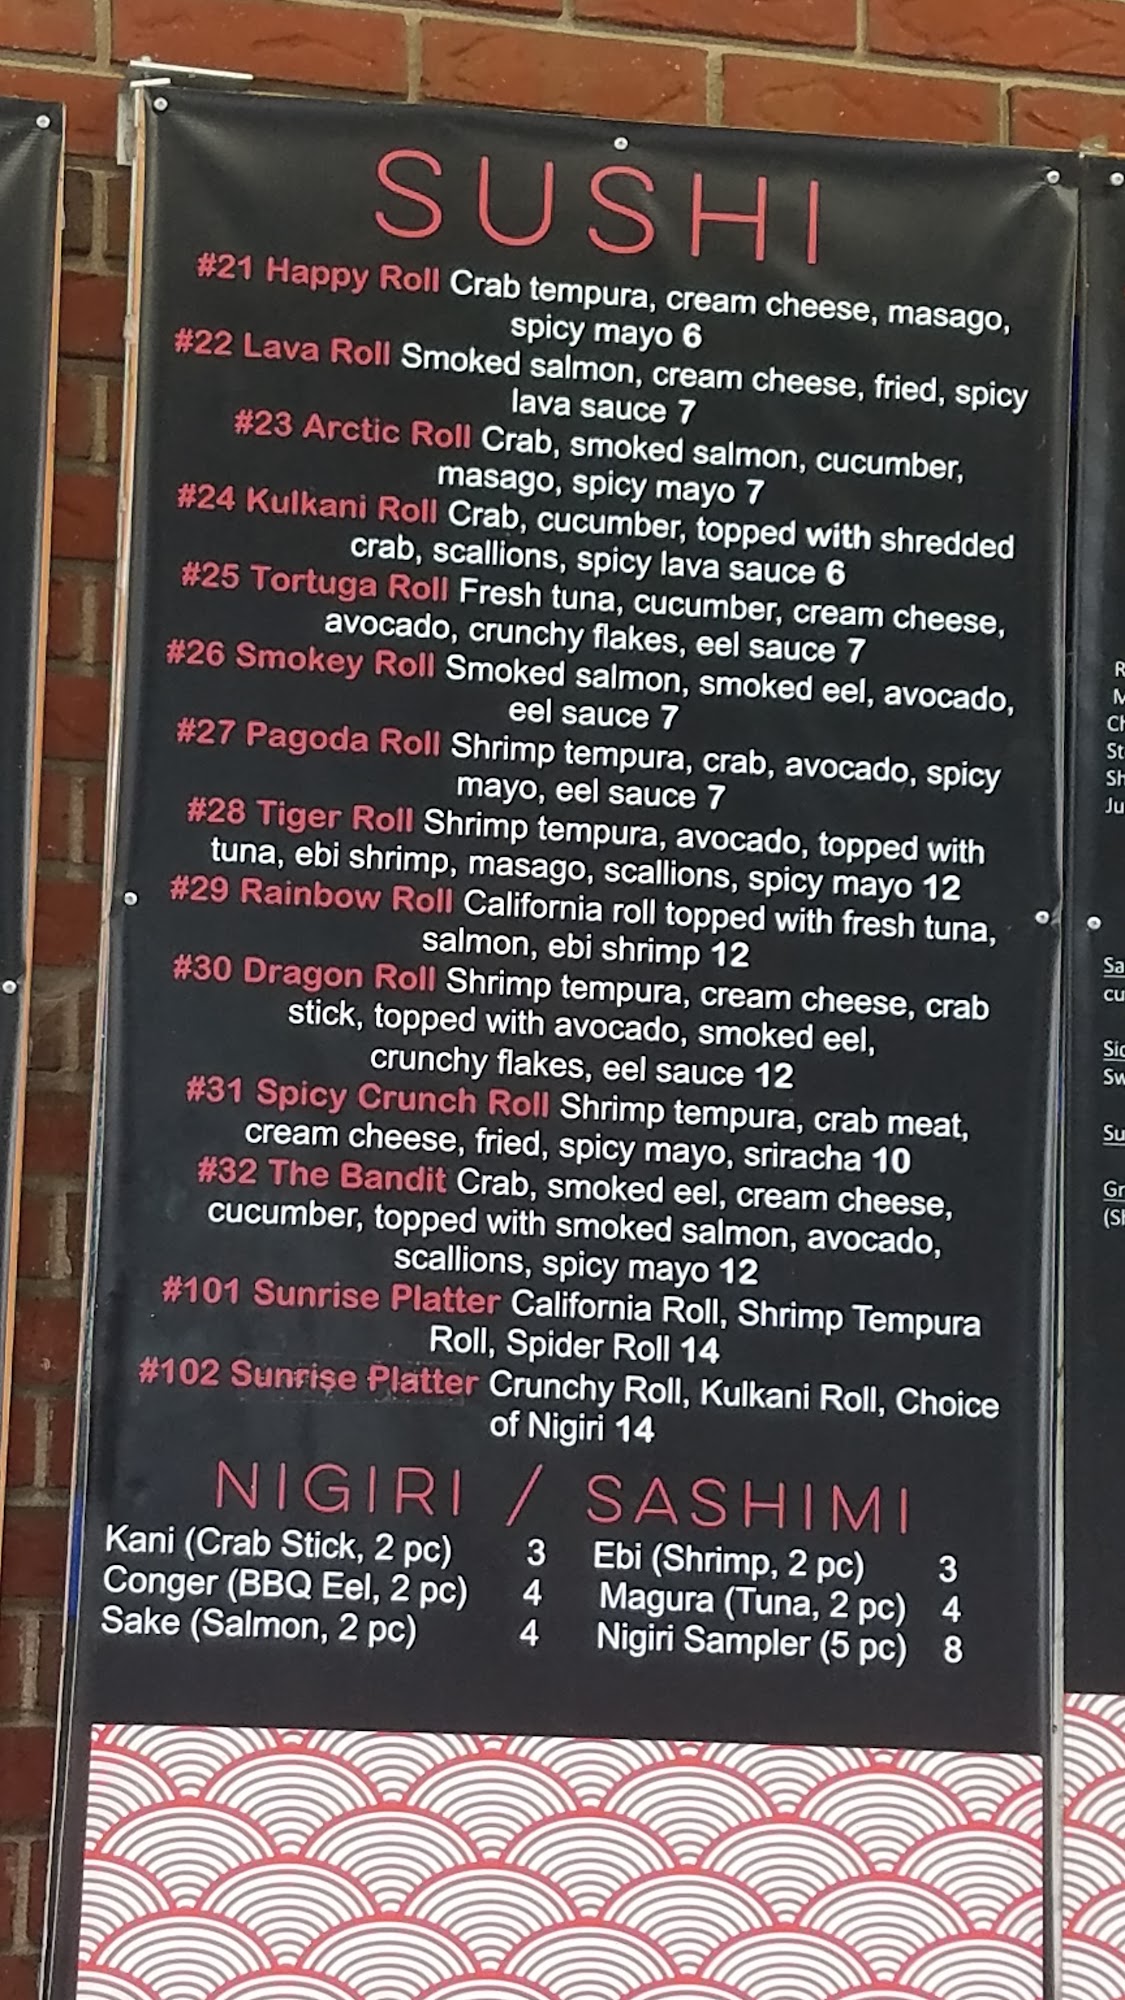 SUSHI
#21 Happy Roll Crab tempura, cream cheese, masago,
spicy mayo 6
#22 Lava Roll Smoked salmon, cream cheese, fried, spicy
lava sauce 7
#23 Arctic Roll Crab, smoked salmon, cucumber,
masago, spicy mayo 7
#24 Kulkani Roll Crab, cucumber, topped with shredded
crab, scallions, spicy lava sauce 6
#25 Tortuga Roll Fresh tuna, cucumber, cream cheese,
avocado, crunchy flakes, eel sauce 7
#26 Smokey Roll Smoked salmon, smoked eel, avocado,
eel sauce 7
#27 Pagoda Roll Shrimp tempura, crab, avocado, spicy
mayo, eel sauce 7
#28 Tiger Roll Shrimp tempura, avocado, topped with
tuna, ebi shrimp, masago, scallions, spicy mayo 12
#29 Rainbow Roll California roll topped with fresh tuna,
salmon, ebi shrimp 12
#30 Dragon Roll Shrimp tempura, cream cheese, crab
stick, topped with avocado, smoked eel,
crunchy flakes, eel sauce 12
#31 Spicy Crunch Roll Shrimp tempura, crab meat,
cream cheese, fried, spicy mayo, sriracha 10
#32 The Bandit Crab, smoked eel, cream cheese,
cucumber, topped with smoked salmon, avocado,
scallions, spicy mayo 12
#101 Sunrise Platter California Roll, Shrimp Tempura
Roll, Spider Roll 14
#102 Sunrise Platter Crunchy Roll, Kulkani Roll, Choice
of Nigiri 14
NIGIRI / SASHIMI
Kani (Crab Stick, 2 pc) 3 Ebi (Shrimp, 2 pc) 3
Conger (BBQ Eel, 2 pc) 4 Magura (Tuna, 2 pc) 4
Sake (Salmon, 2 pc) 4 Nigiri Sampler (5 pc) 8